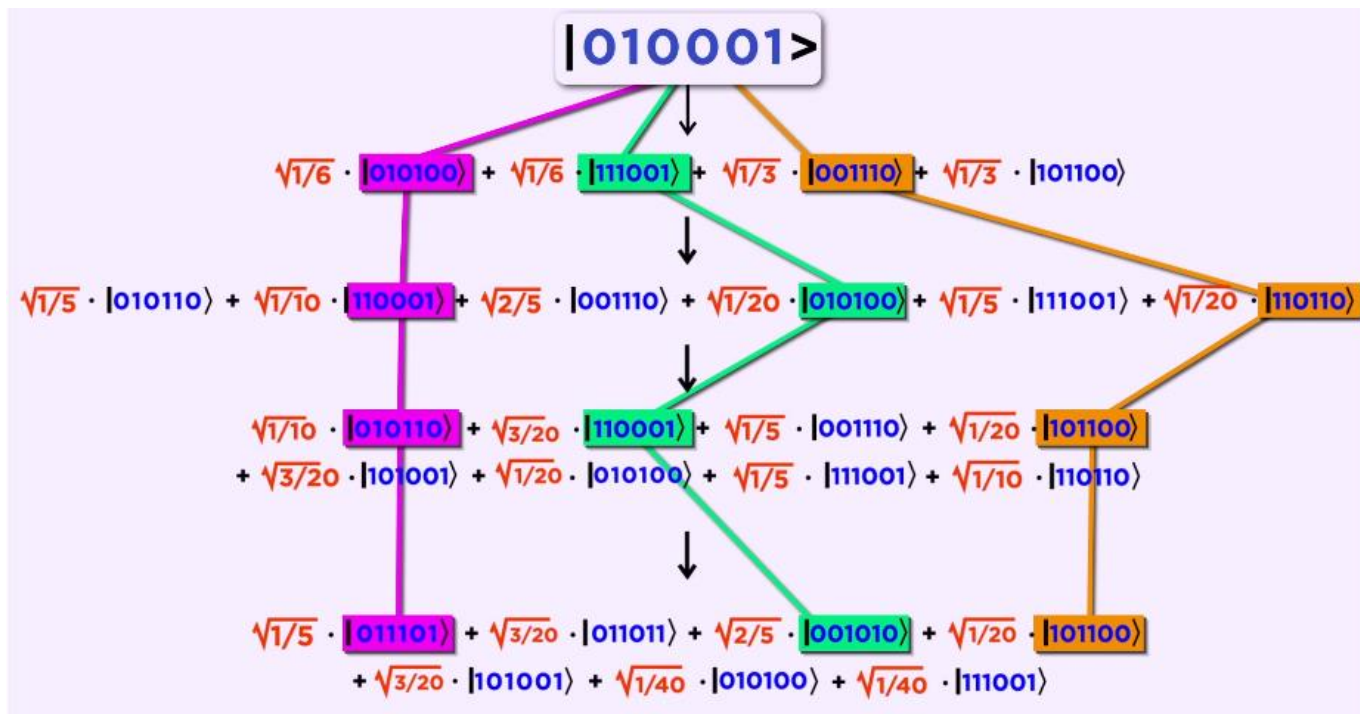 |010001>
√1/6 · |010100⟩ + √1/6 · |111001⟩ + √1/3 · |001110⟩ + √1/3 · |101100⟩
√1/5 · |010110⟩ + √1/10 · |110001⟩ + √2/5 · |001110⟩ + √1/20 · |010100⟩ + √1/5 · |111001⟩ + √1/20 · |110110⟩
√1/10 · |010110⟩ + √3/20 · |110001⟩ + √1/5 · |001110⟩ + √1/20 · |101100⟩
+ √3/20 · |101001⟩ + √1/20 · |010100⟩ + √1/5 · |111001⟩ + √1/10 · |110110⟩
√1/5 · |011101⟩ + √3/20 · |011011⟩ + √2/5 · |001010⟩ + √1/20 · |101100⟩
+ √3/20 · |101001⟩ + √1/40 · |010100⟩ + √1/40 · |111001⟩